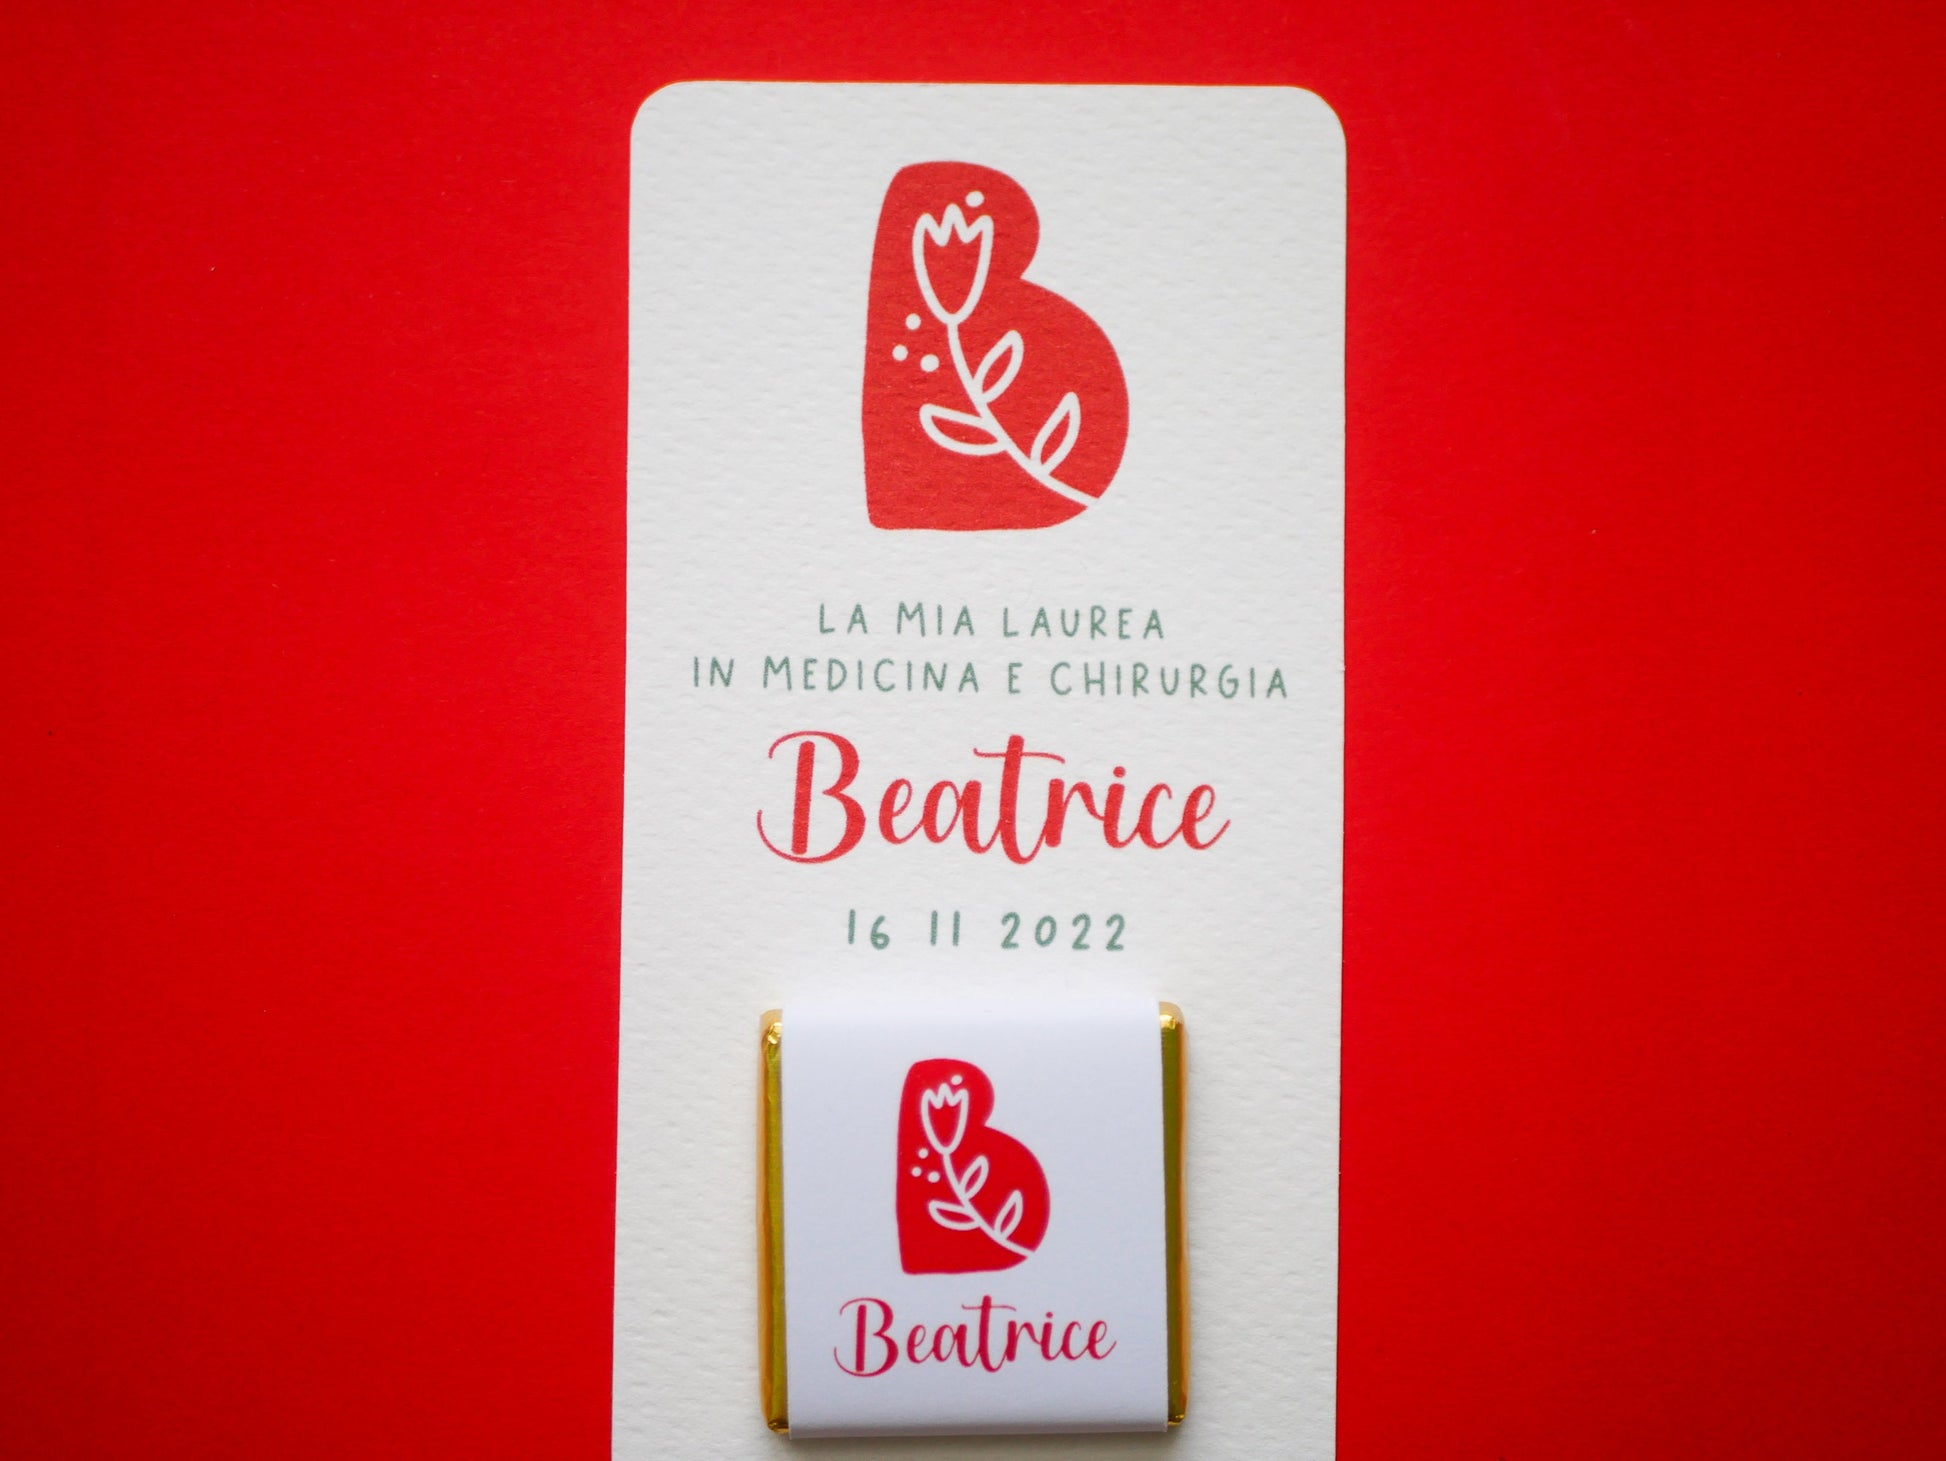 B
LA MIA LAUREA
IN MEDICINA E CHIRURGIA
Beatrice
16 11 2022
B
Beatrice